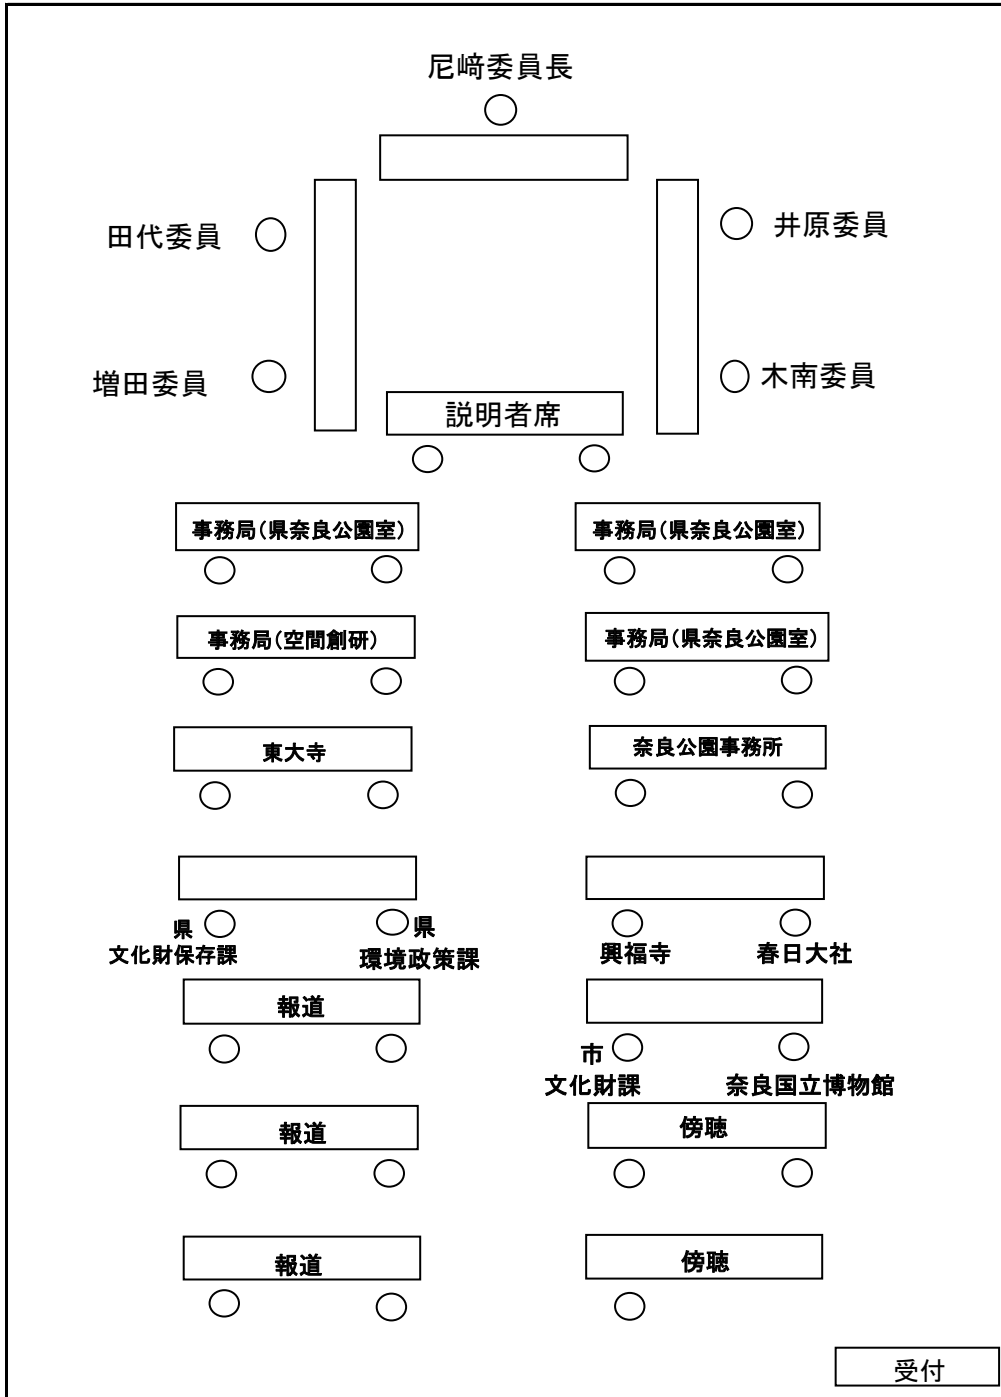 尼﨑委員長
田代委員
井原委員
増田委員
木南委員
説明者席
事務局(県奈良公園室)
事務局(県奈良公園室)
事務局(空間創研)
事務局(県奈良公園室)
東大寺
奈良公園事務所
県
文化財保存課
県
環境政策課
興福寺
春日大社
報道
市
文化財課
奈良国立博物館
報道
傍聴
報道
傍聴
受付